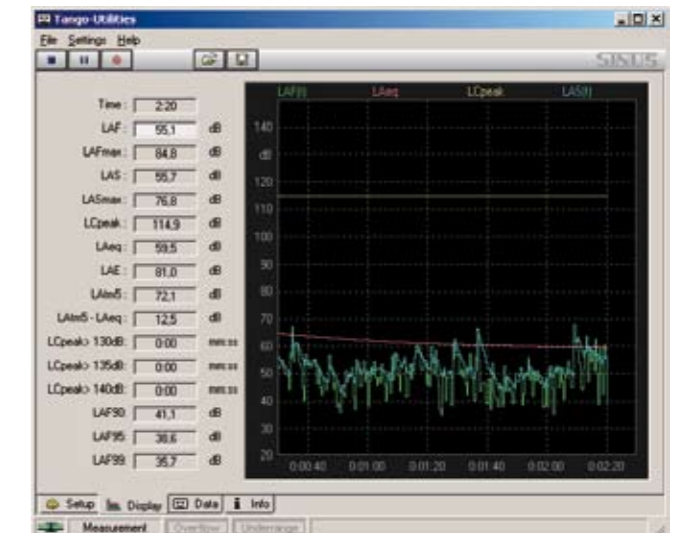 Tango-Utilities
File Settings Help
SINUS
Time : 2:20
LAF : 55,1 dB
LAFmax : 84,8 dB
LAS : 55,7 dB
LASmax : 76,8 dB
LCpeak : 114,9 dB
LAeq : 59,5 dB
LAE : 81,0 dB
LAtm5 : 72,1 dB
LAtm5 - LAeq : 12,5 dB
LCpeak> 130dB: 0:00 mm:ss
LCpeak> 135dB: 0:00 mm:ss
LCpeak> 140dB: 0:00 mm:ss
LAF90 41,1 dB
LAF95: 38,6 dB
LAF99: 35,7 dB
LAF(t) LAeq LCpeak LAS(t)
140
dB
120
110
100
90
80
70
60
50
40
30
20
0:00:40 0:01:00 0:01:20 0:01:40 0:02:00 0:02:20
Setup Display Data Info
Measurement Overflow Underrange